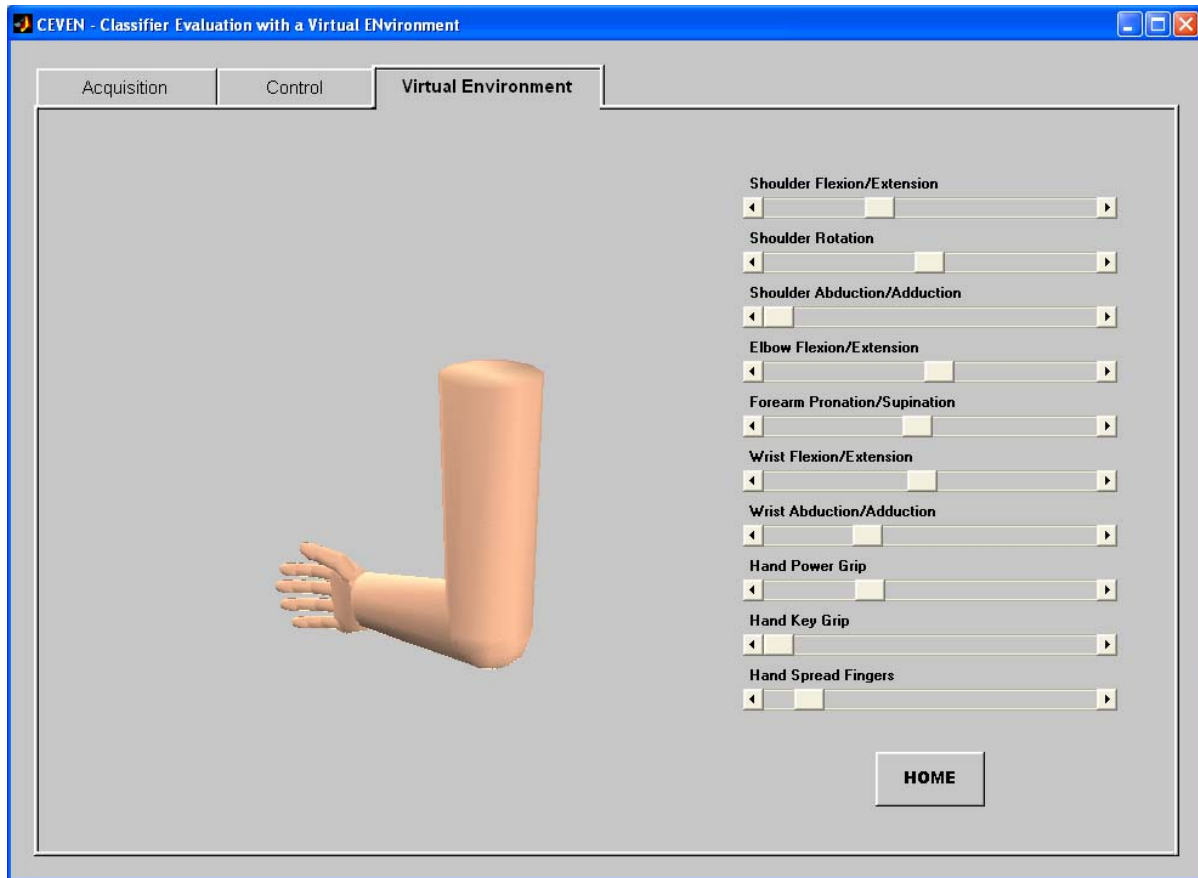 CEVEN - Classifier Evaluation with a Virtual ENvironment
Acquisition
Control
Virtual Environment
Shoulder Flexion/Extension
Shoulder Rotation
Shoulder Abduction/Adduction
Elbow Flexion/Extension
Forearm Pronation/Supination
Wrist Flexion/Extension
Wrist Abduction/Adduction
Hand Power Grip
Hand Key Grip
Hand Spread Fingers
HOME